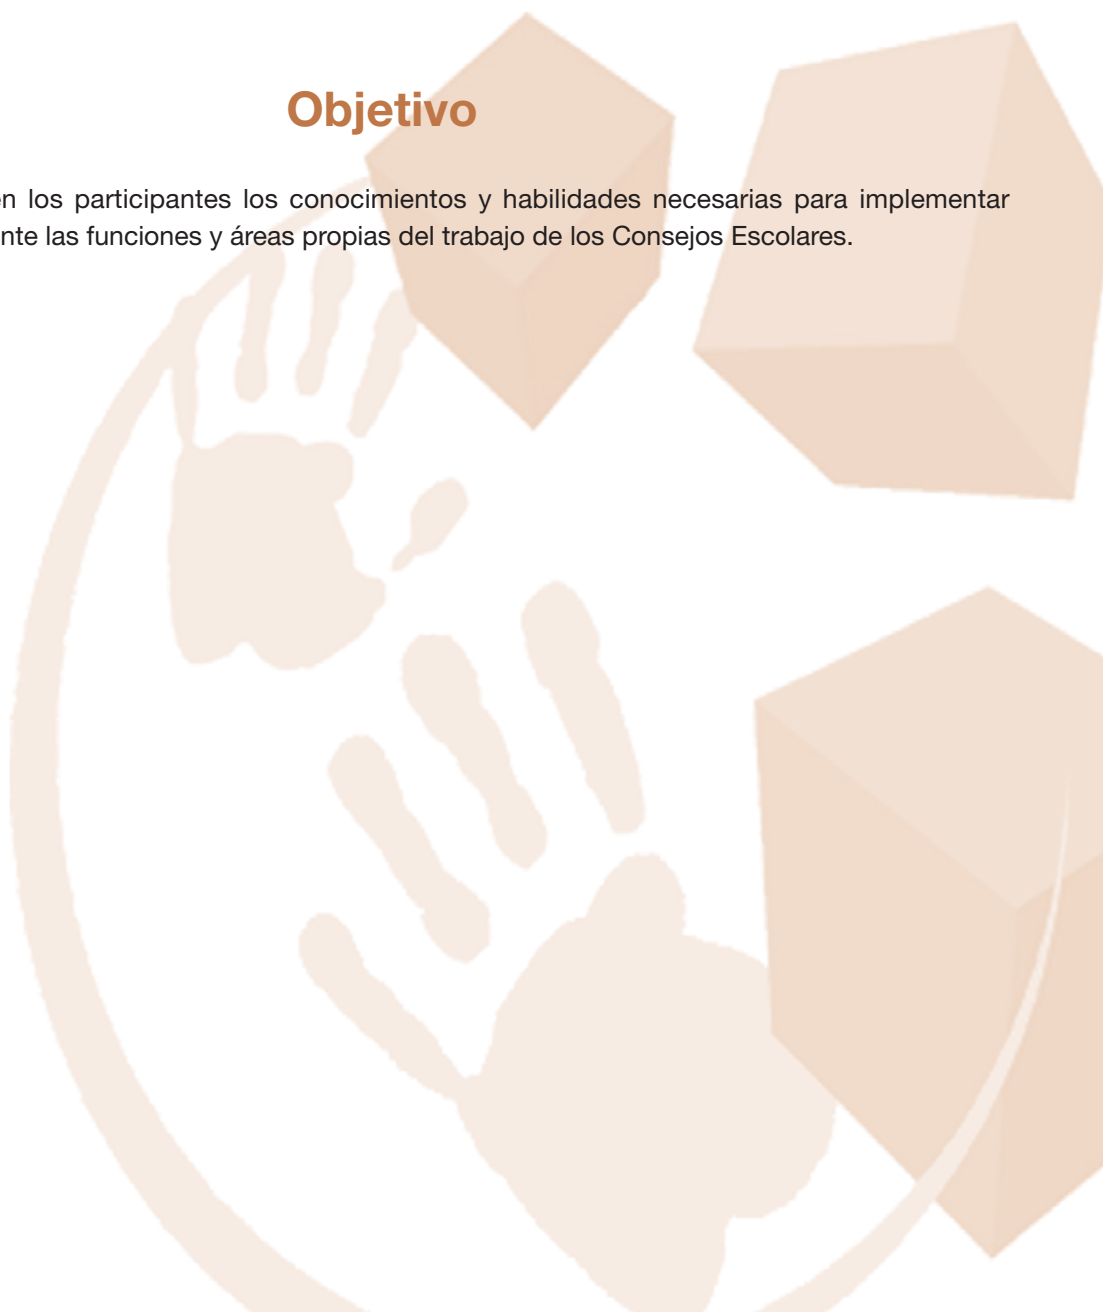 Objetivo
en los participantes los conocimientos y habilidades necesarias para implementar
nte las funciones y áreas propias del trabajo de los Consejos Escolares.